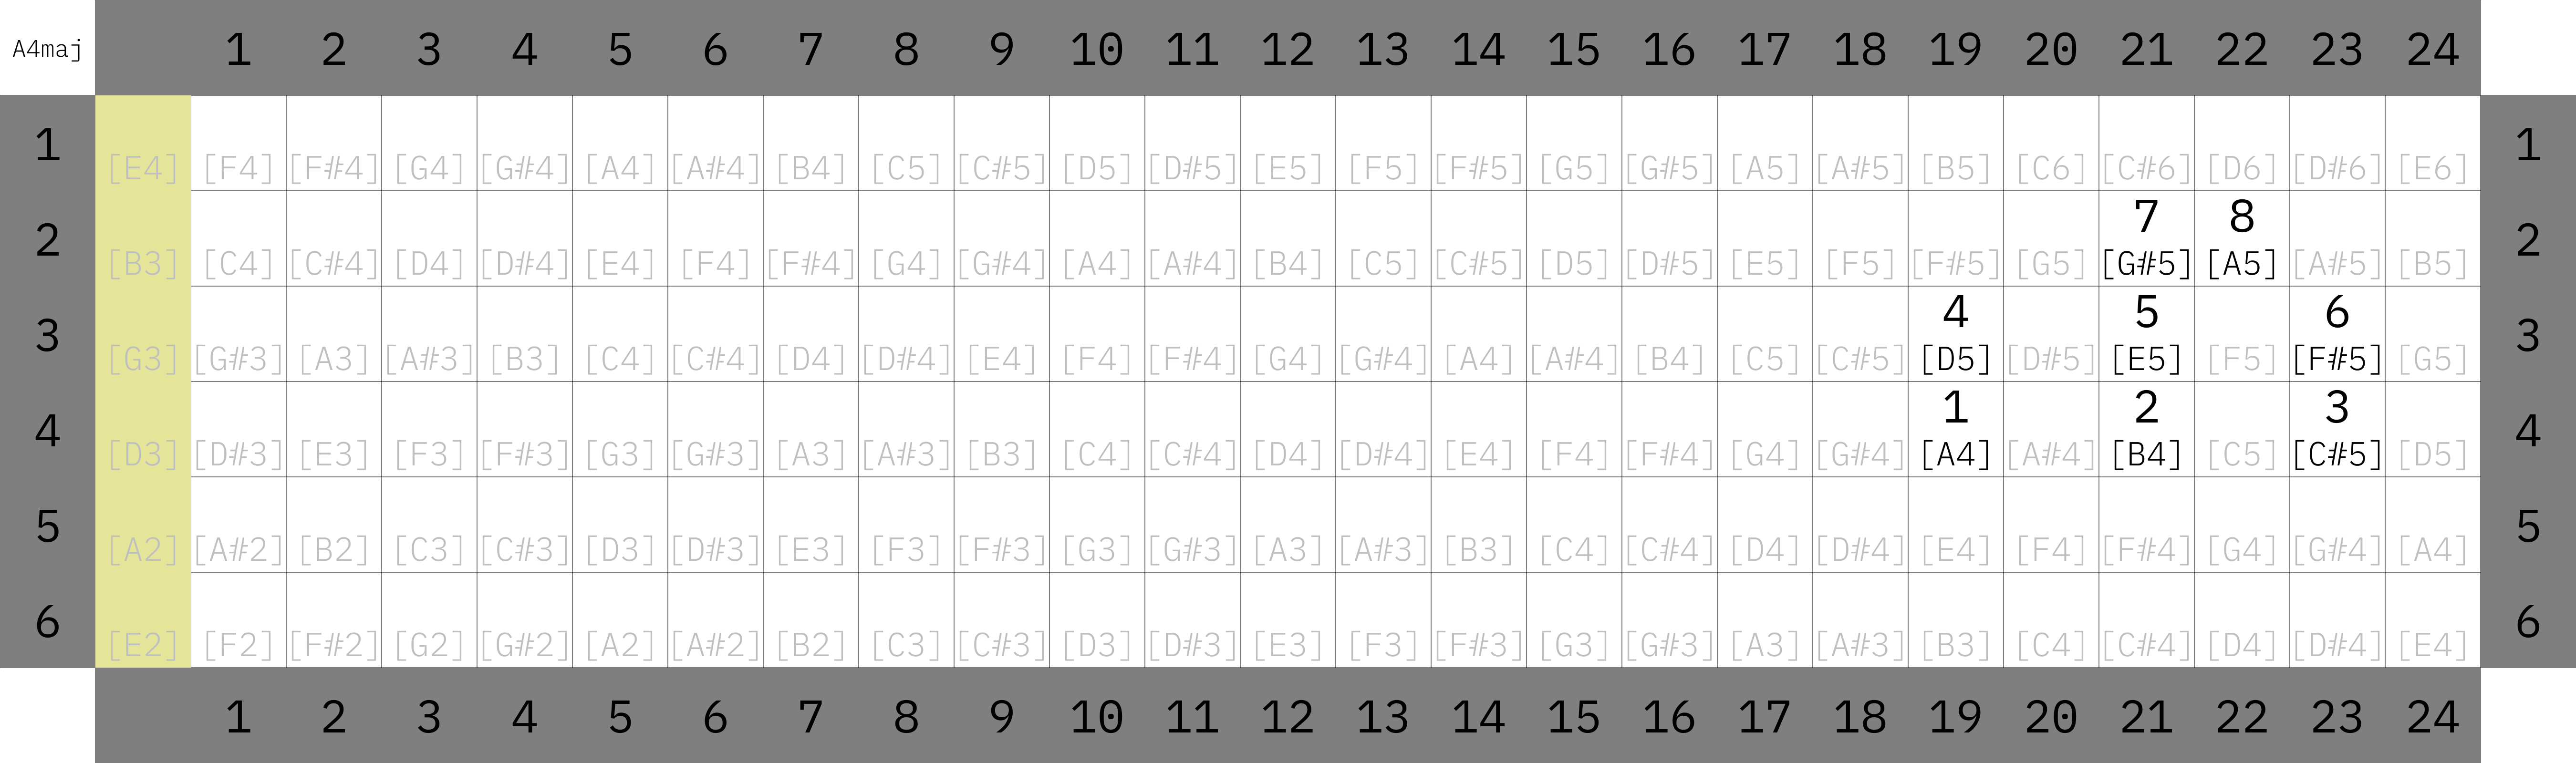 A4maj 1 2 3 4 5 6 7 8 9 10 11 12 13 14 15 16 17 18 19 20 21 22 23 24
1 [E4] [F4] [F#4] [G4] [G#4] [A4] [A#4] [B4] [C5] [C#5] [D5] [D#5] [E5] [F5] [F#5] [G5] [G#5] [A5] [A#5] [B5] [C6] [C#6] [D6] [D#6] [E6] 1
7 8
2 [B3] [C4] [C#4] [D4] [D#4] [E4] [F4] [F#4] [G4] [G#4] [A4] [A#4] [B4] [C5] [C#5] [D5] [D#5] [E5] [F5] [F#5] [G5] [G#5] [A5] [A#5] [B5] 2
4 5 6
3 [G3] [G#3] [A3] [A#3] [B3] [C4] [C#4] [D4] [D#4] [E4] [F4] [F#4] [G4] [G#4] [A4] [A#4] [B4] [C5] [C#5] [D5] [D#5] [E5] [F5] [F#5] [G5] 3
1 2 3
4 [D3] [D#3] [E3] [F3] [F#3] [G3] [G#3] [A3] [A#3] [B3] [C4] [C#4] [D4] [D#4] [E4] [F4] [F#4] [G4] [G#4] [A4] [A#4] [B4] [C5] [C#5] [D5] 4
5 [A2] [A#2] [B2] [C3] [C#3] [D3] [D#3] [E3] [F3] [F#3] [G3] [G#3] [A3] [A#3] [B3] [C4] [C#4] [D4] [D#4] [E4] [F4] [F#4] [G4] [G#4] [A4] 5
6 [E2] [F2] [F#2] [G2] [G#2] [A2] [A#2] [B2] [C3] [C#3] [D3] [D#3] [E3] [F3] [F#3] [G3] [G#3] [A3] [A#3] [B3] [C4] [C#4] [D4] [D#4] [E4] 6
1 2 3 4 5 6 7 8 9 10 11 12 13 14 15 16 17 18 19 20 21 22 23 24